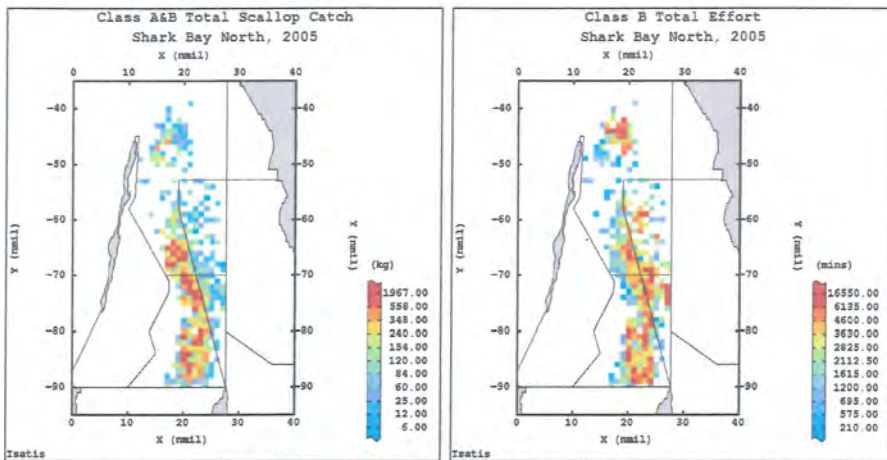 Class A&B Total Scallop Catch
Shark Bay North, 2005
X (nmil)
0 10 20 30 40
-40 -40
-50 -50
-60 -60
-70 -70
-80 -80
-90 -90
Y (nmil)
Y (nmil)
(kg)
1967.00
558.00
348.00
240.00
154.00
120.00
84.00
60.00
25.00
12.00
6.00
0 10 20 30 40
X (nmil)
Isatis
Class B Total Effort
Shark Bay North, 2005
X (nmil)
0 10 20 30 40
-40 -40
-50 -50
-60 -60
-70 -70
-80 -80
-90 -90
Y (nmil)
Y (nmil)
(mins)
16550.00
6135.00
4600.00
3630.00
2825.00
2112.50
1615.00
1200.00
695.00
575.00
210.00
0 10 20 30 40
X (nmil)
Isatis